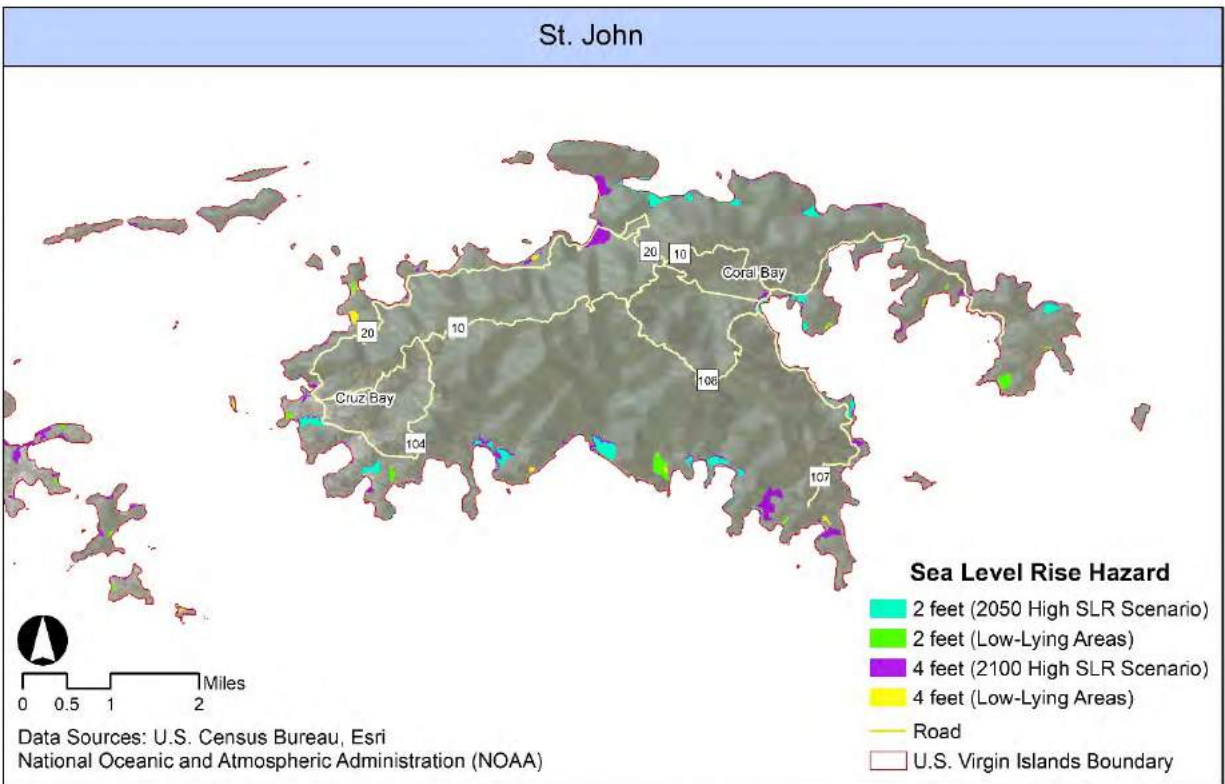 St. John
20
10
Coral Bay
20
10
108
Cruz Bay
104
107
Sea Level Rise Hazard
2 feet (2050 High SLR Scenario)
2 feet (Low-Lying Areas)
4 feet (2100 High SLR Scenario)
4 feet (Low-Lying Areas)
Road
U.S. Virgin Islands Boundary
Miles
0 0.5 1 2
Data Sources: U.S. Census Bureau, Esri
National Oceanic and Atmospheric Administration (NOAA)